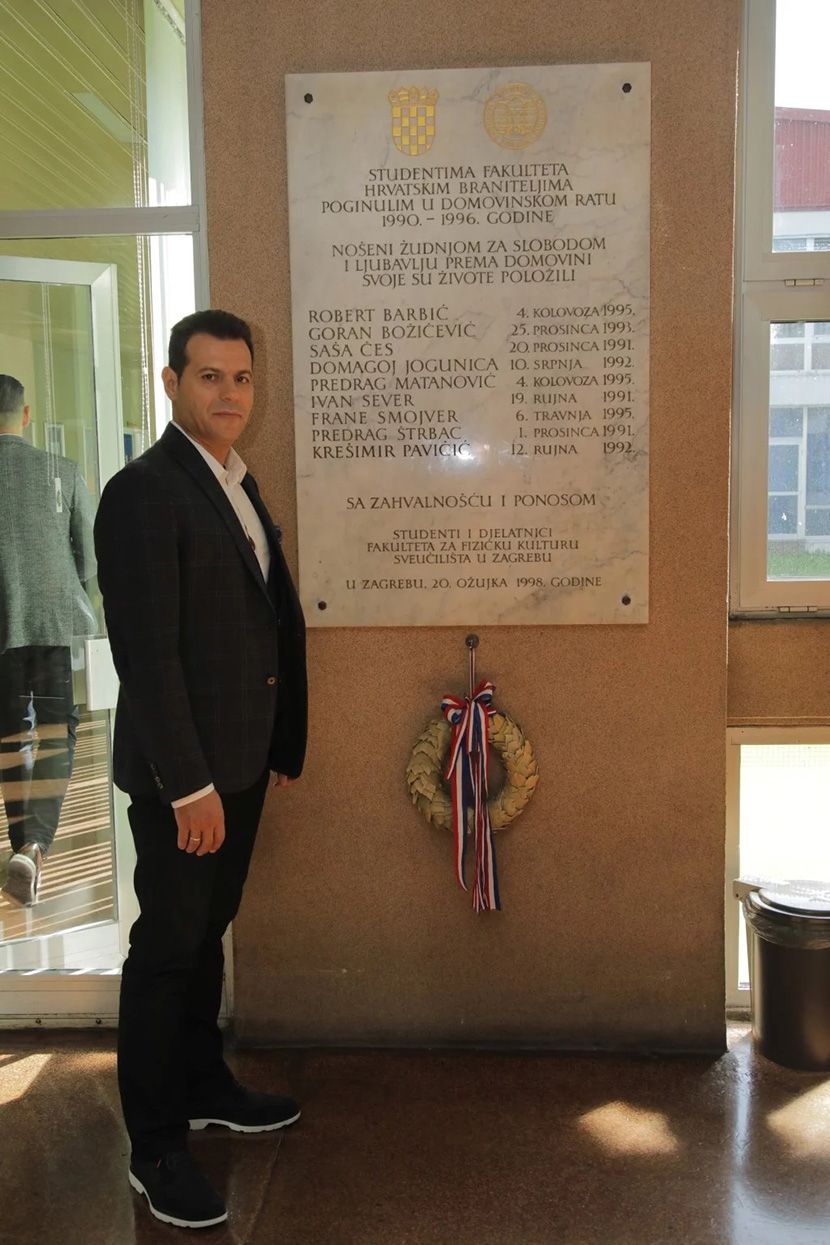 STUDENTIMA FAKULTETA
HRVATSKIM BRANITELJIMA
POGINULIM U DOMOVINSKOM RATU
1990. – 1996. GODINE
NOŠENI ŽUDNJOM ZA SLOBODOM
I LJUBAVLJU PREMA DOMOVINI
SVOJE SU ŽIVOTE POLOŽILI
ROBERT BARBIĆ 4. KOLOVOZA 1995.
GORAN BOŽIČEVIĆ 25. PROSINCA 1993.
SAŠA ČES 20. PROSINCA 1991.
DOMAGOJ JOGUNICA 10. SRPNJA 1992.
PREDRAG MATANOVIĆ 4. KOLOVOZA 1995.
IVAN SEVER 19. RUJNA 1991.
FRANE SMOJVER 6. TRAVNJA 1995.
PREDRAG ŠTRBAC 1. PROSINCA 1991.
KREŠIMIR PAVIČIĆ 12. RUJNA 1992.
SA ZAHVALNOŠĆU I PONOSOM
STUDENTI I DJELATNICI
FAKULTETA ZA FIZIČKU KULTURU
SVEUČILIŠTA U ZAGREBU
U ZAGREBU, 20. OŽUJKA 1998. GODINE